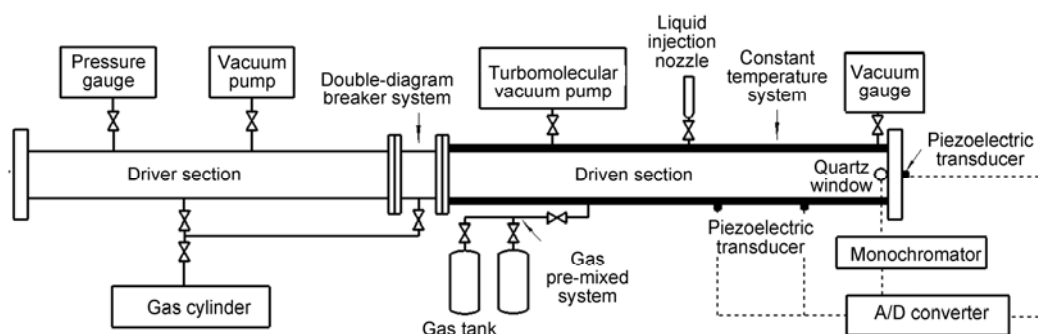 Pressure
gauge
Vacuum
pump
Double-diagram
breaker system
Turbomolecular
vacuum pump
Liquid
injection
nozzle
Constant
temperature
system
Vacuum
gauge
Piezoelectric
transducer
Driver section
Driven section
Quartz
window
Piezoelectric
transducer
Monochromator
Gas
pre-mixed
system
Gas cylinder
Gas tank
A/D converter